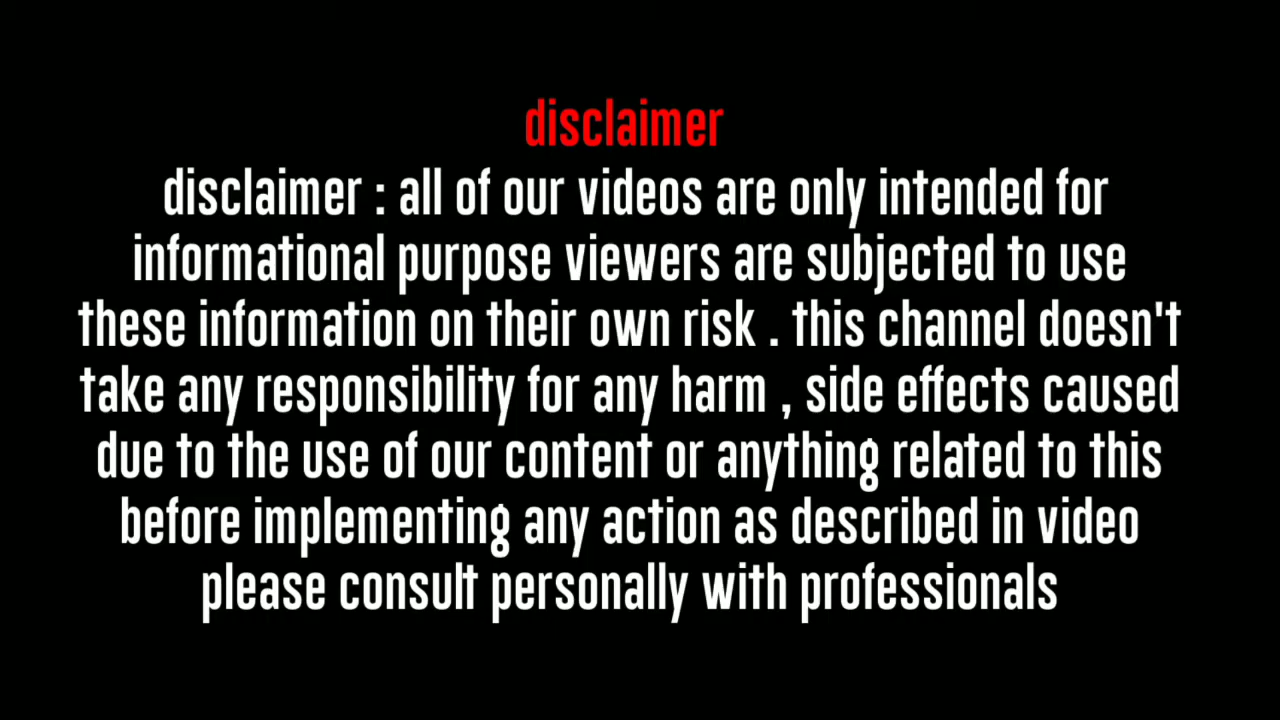 disclaimer
disclaimer : all of our videos are only intended for
informational purpose viewers are subjected to use
these information on their own risk . this channel doesn't
take any responsibility for any harm , side effects caused
due to the use of our content or anything related to this
before implementing any action as described in video
please consult personally with professionals